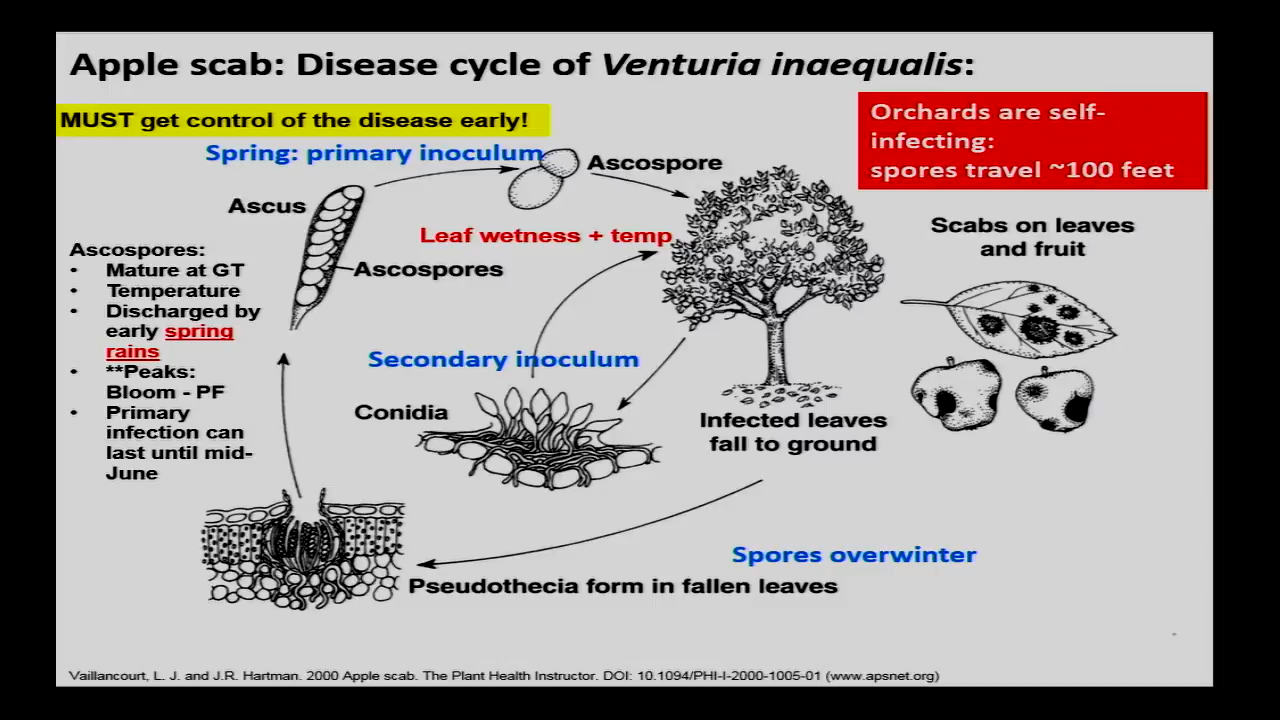 Apple scab: Disease cycle of Venturia inaequalis:
MUST get control of the disease early!
Orchards are self-
infecting:
spores travel ~100 feet
Spring: primary inoculum
Ascospore
Ascus
Leaf wetness + temp
Ascospores
Scabs on leaves
and fruit
Ascospores:
• Mature at GT
• Temperature
• Discharged by
early spring
rains
• **Peaks:
Bloom - PF
• Primary
infection can
last until mid-
June
Secondary inoculum
Conidia
Infected leaves
fall to ground
Spores overwinter
Pseudothecia form in fallen leaves
Vaillancourt, L. J. and J.R. Hartman. 2000 Apple scab. The Plant Health Instructor. DOI: 10.1094/PHI-I-2000-1005-01 (www.apsnet.org)